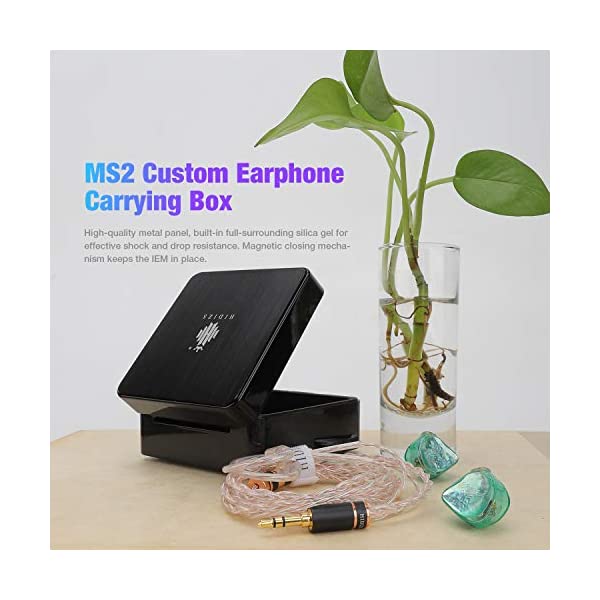 MS2 Custom Earphone
Carrying Box
High-quality metal panel, built-in full-surrounding silica gel for
effective shock and drop resistance. Magnetic closing mecha-
nism keeps the IEM in place.
HIDIZS